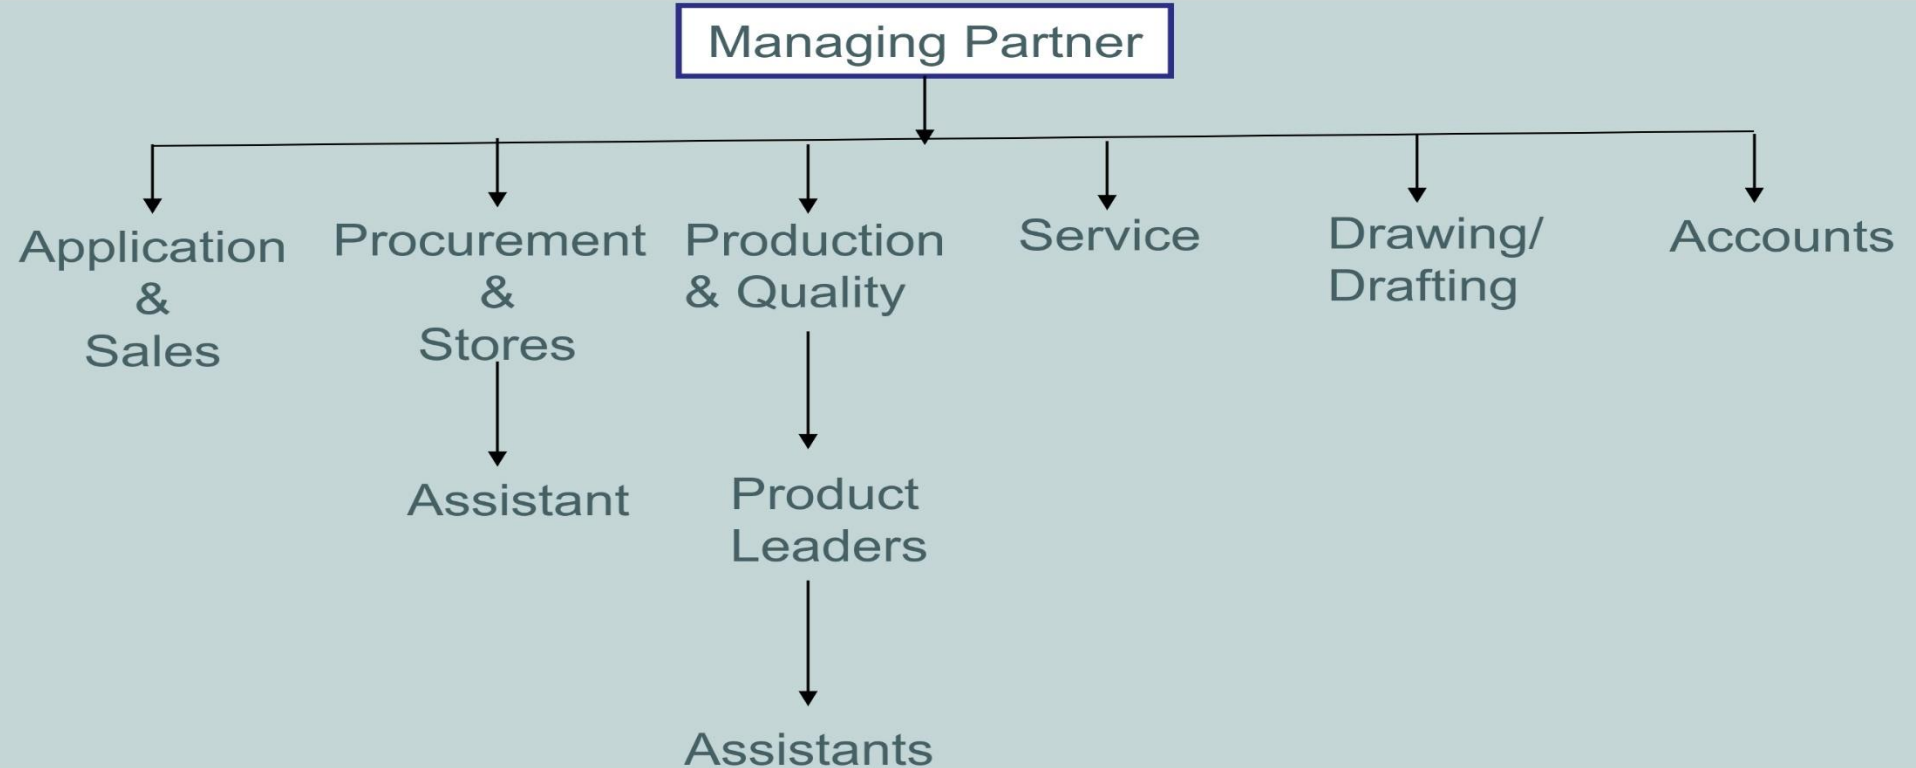 Managing Partner
Application
&
Sales
Procurement
&
Stores
Production
& Quality
Service
Drawing/
Drafting
Accounts
Assistant
Product
Leaders
Assistants